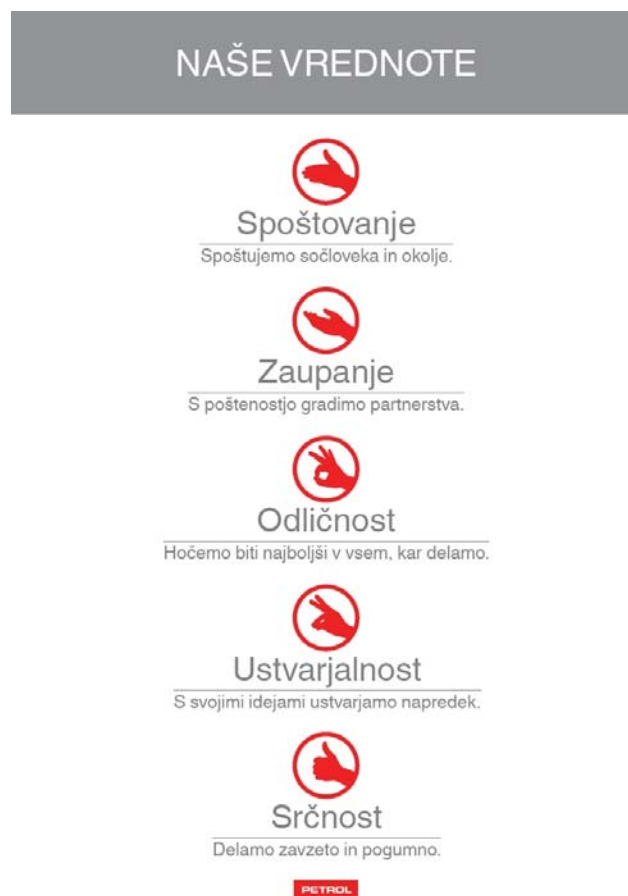 NAŠE VREDNOTE
Spoštovanje
Spoštujemo sočloveka in okolje.
Zaupanje
S poštenostjo gradimo partnerstva.
Odličnost
Hočemo biti najboljši v vsem, kar delamo.
Ustvarjalnost
S svojimi idejami ustvarjamo napredek.
Srčnost
Delamo zavzeto in pogumno.
PETROL